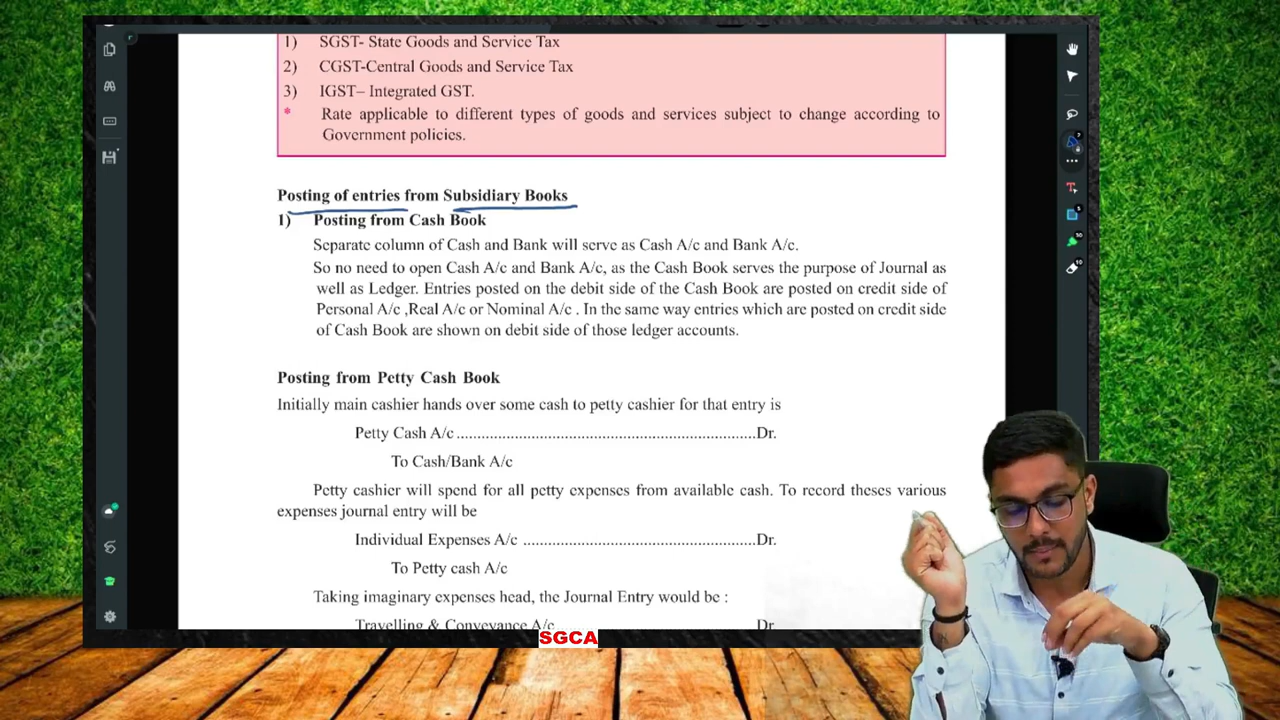 1) SGST- State Goods and Service Tax
2) CGST-Central Goods and Service Tax
3) IGST– Integrated GST.
* Rate applicable to different types of goods and services subject to change according to
Government policies.
Posting of entries from Subsidiary Books
1) Posting from Cash Book
Separate column of Cash and Bank will serve as Cash A/c and Bank A/c.
So no need to open Cash A/c and Bank A/c, as the Cash Book serves the purpose of Journal as
well as Ledger. Entries posted on the debit side of the Cash Book are posted on credit side of
Personal A/c ,Real A/c or Nominal A/c . In the same way entries which are posted on credit side
of Cash Book are shown on debit side of those ledger accounts.
Posting from Petty Cash Book
Initially main cashier hands over some cash to petty cashier for that entry is
Petty Cash A/c ........................................................................Dr.
To Cash/Bank A/c
Petty cashier will spend for all petty expenses from available cash. To record theses various
expenses journal entry will be
Individual Expenses A/c ........................................................Dr.
To Petty cash A/c
Taking imaginary expenses head, the Journal Entry would be :
Travelling & Conveyance A/c Dr
SGCA